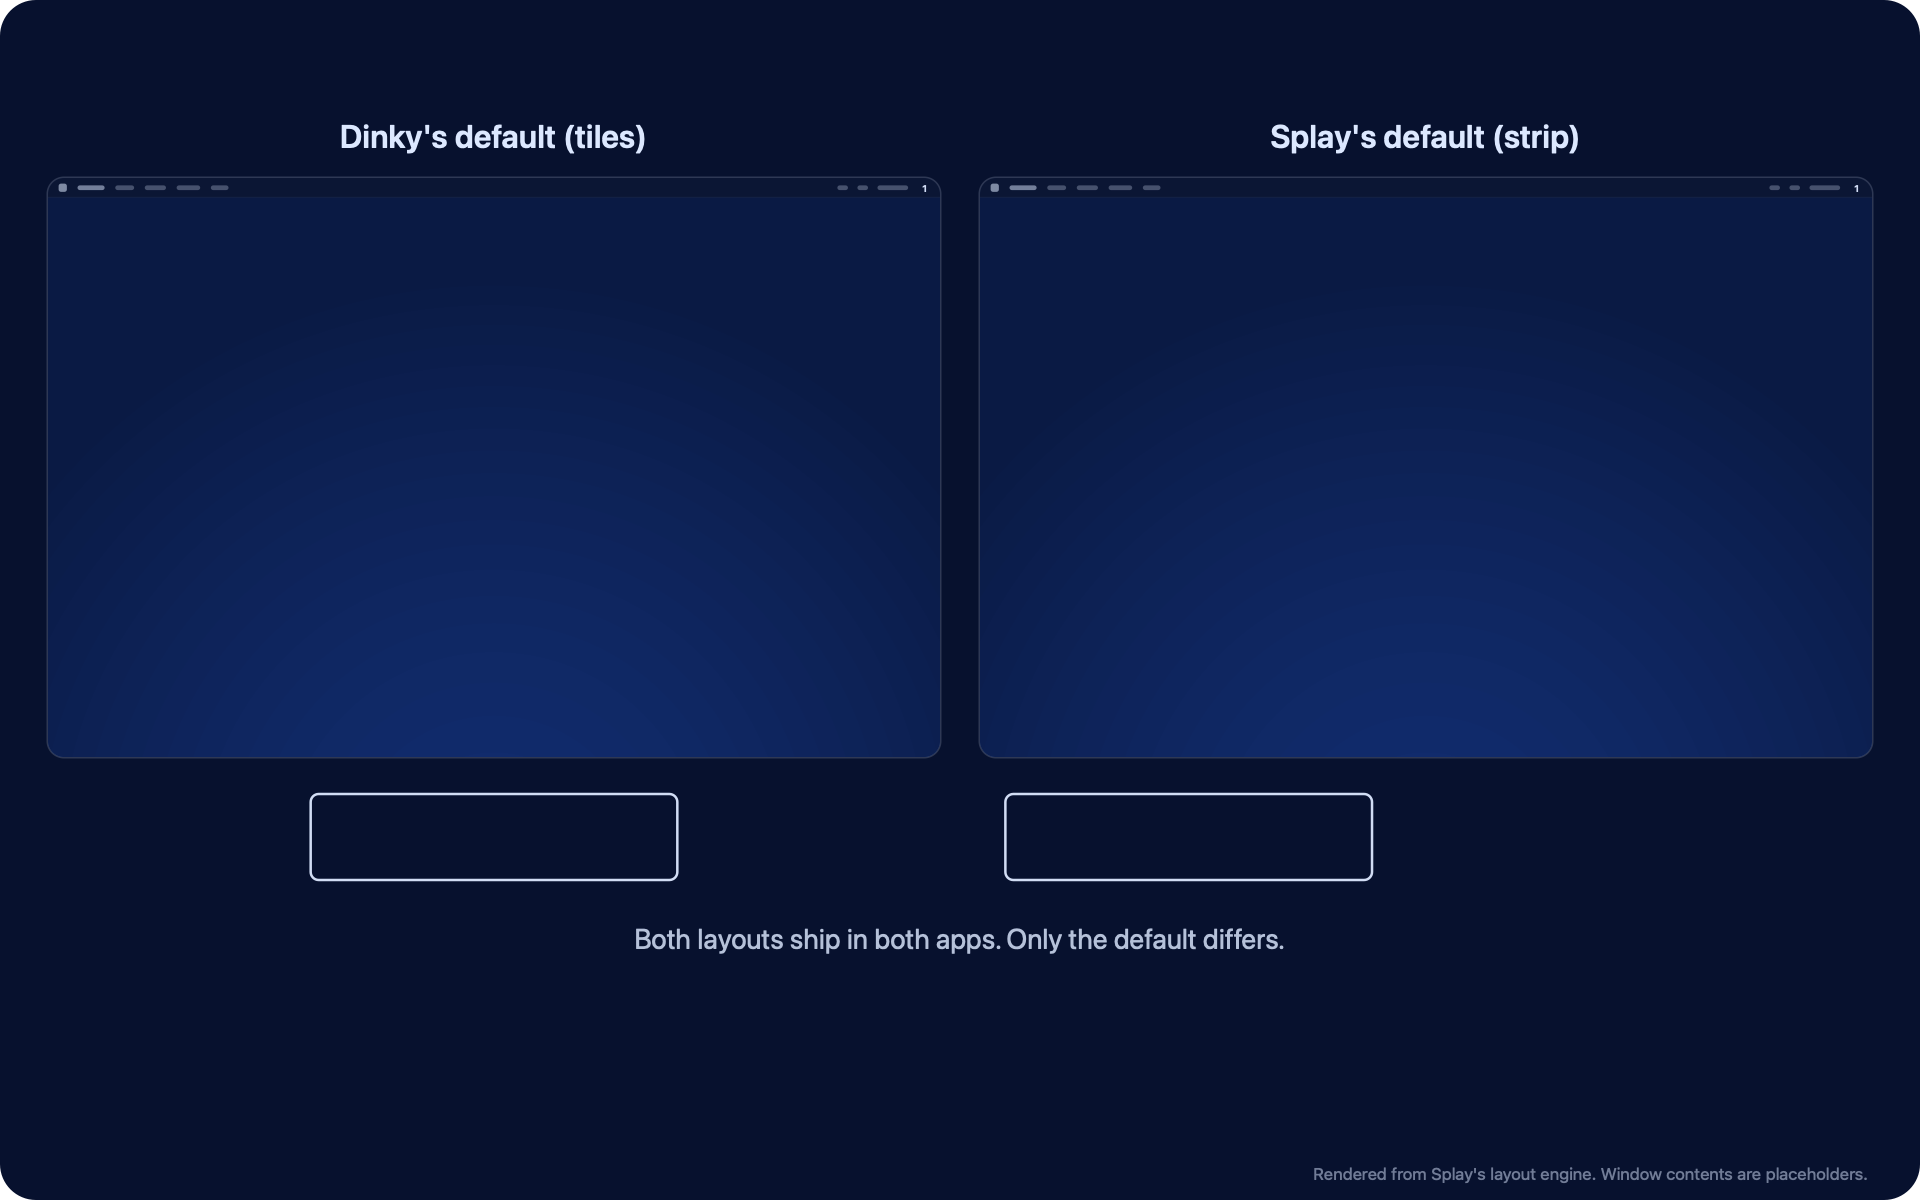 Dinky's default (tiles)
Splay's default (strip)
1
1
Both layouts ship in both apps. Only the default differs.
Rendered from Splay's layout engine. Window contents are placeholders.